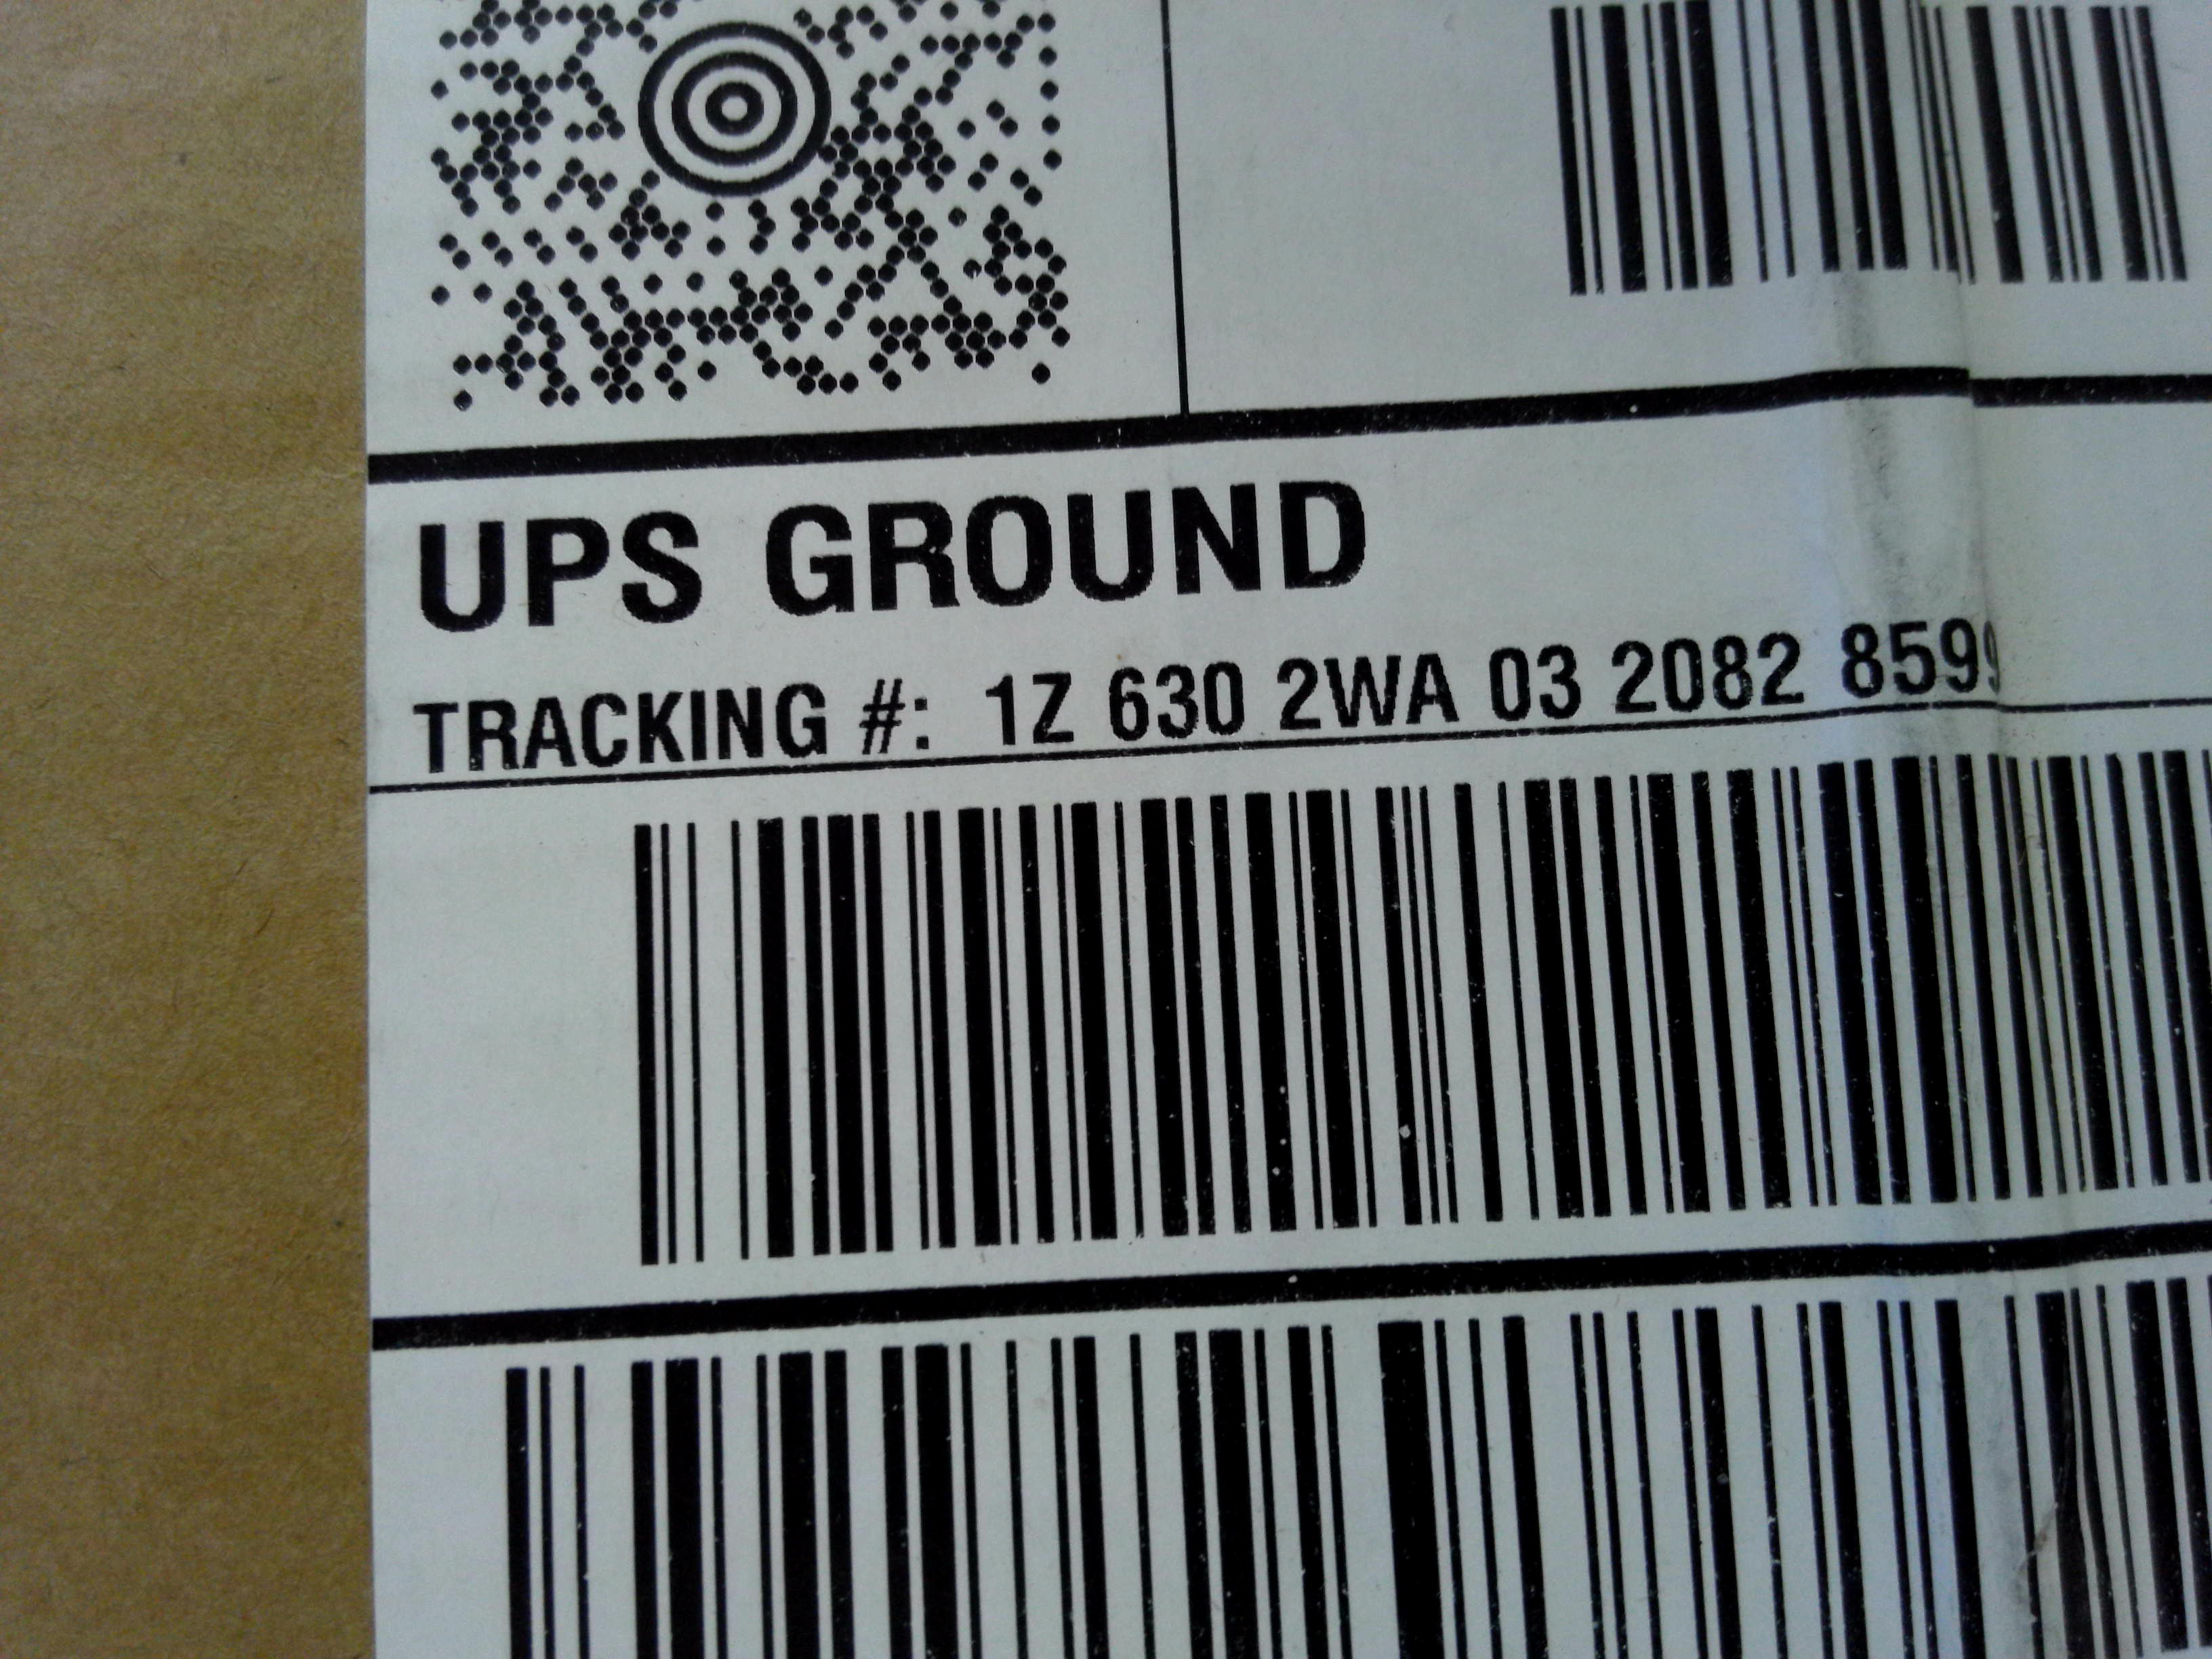 UPS GROUND
TRACKING #: 1Z 630 2WA 03 2082 8599